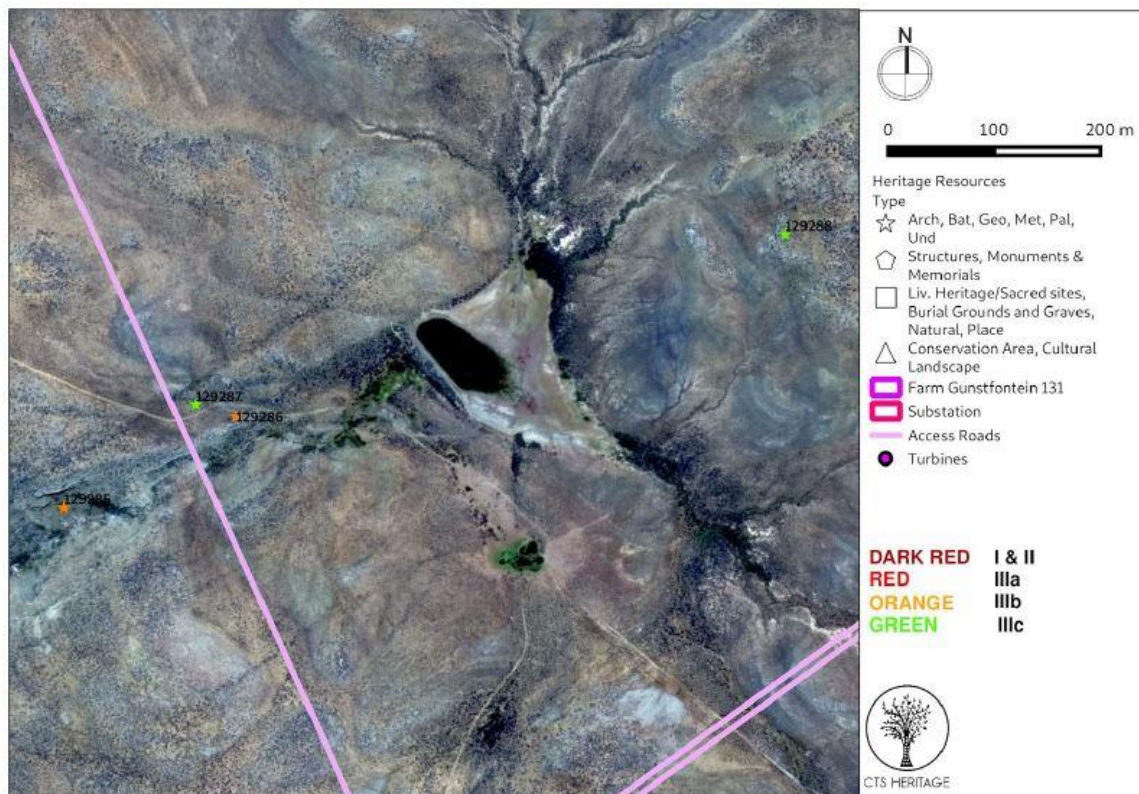 129288
129287
129286
129985
N
0 100 200 m
Heritage Resources
Type
Arch, Bat, Geo, Met, Pal,
Und
Structures, Monuments &
Memorials
Liv. Heritage/Sacred sites,
Burial Grounds and Graves,
Natural, Place
Conservation Area, Cultural
Landscape
Farm Gunstfontein 131
Substation
Access Roads
Turbines
DARK RED I & II
RED IIIa
ORANGE IIIb
GREEN IIIc
CTS HERITAGE